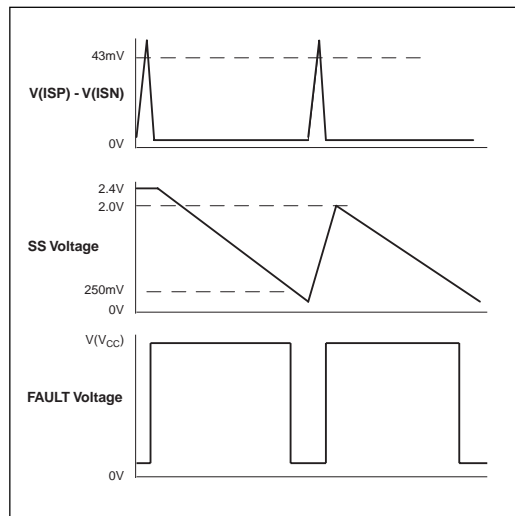 43mV
V(ISP) - V(ISN)
0V
2.4V
2.0V
SS Voltage
250mV
0V
V(VCC)
FAULT Voltage
0V